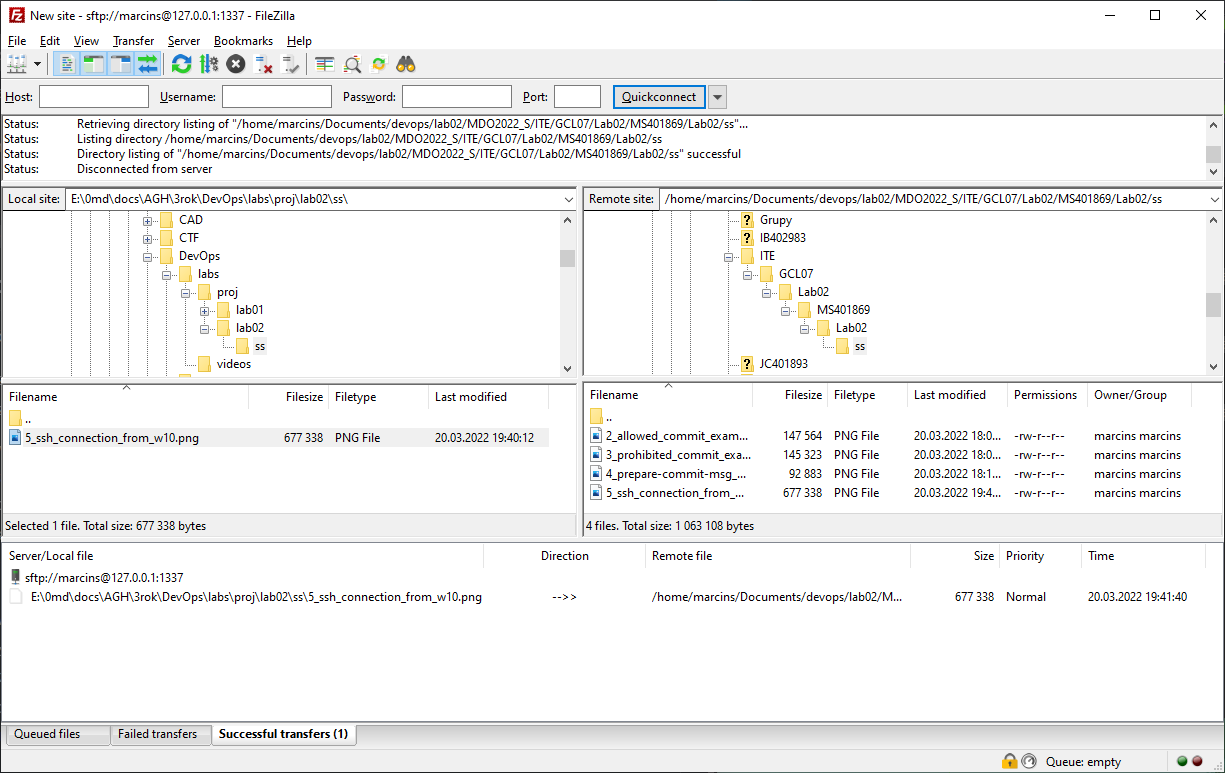 New site - sftp://marcins@127.0.0.1:1337 - FileZilla
File Edit View Transfer Server Bookmarks Help
Host: Username: Password: Port: Quickconnect
Status: Retrieving directory listing of "/home/marcins/Documents/devops/lab02/MDO2022_S/ITE/GCL07/Lab02/MS401869/Lab02/ss"...
Status: Listing directory /home/marcins/Documents/devops/lab02/MDO2022_S/ITE/GCL07/Lab02/MS401869/Lab02/ss
Status: Directory listing of "/home/marcins/Documents/devops/lab02/MDO2022_S/ITE/GCL07/Lab02/MS401869/Lab02/ss" successful
Status: Disconnected from server
Local site: E:\0md\docs\AGH\3rok\DevOps\labs\proj\lab02\ss\
CAD
CTF
DevOps
labs
proj
lab01
lab02
ss
videos
Filename Filesize Filetype Last modified
..
5_ssh_connection_from_w10.png 677 338 PNG File 20.03.2022 19:40:12
Selected 1 file. Total size: 677 338 bytes
Remote site: /home/marcins/Documents/devops/lab02/MDO2022_S/ITE/GCL07/Lab02/MS401869/Lab02/ss
? Grupy
? IB402983
ITE
GCL07
Lab02
MS401869
Lab02
ss
? JC401893
Filename Filesize Filetype Last modified Permissions Owner/Group
..
2_allowed_commit_exam... 147 564 PNG File 20.03.2022 18:0... -rw-r--r-- marcins marcins
3_prohibited_commit_exa... 145 323 PNG File 20.03.2022 18:0... -rw-r--r-- marcins marcins
4_prepare-commit-msg_... 92 883 PNG File 20.03.2022 18:1... -rw-r--r-- marcins marcins
5_ssh_connection_from_... 677 338 PNG File 20.03.2022 19:4... -rw-r--r-- marcins marcins
4 files. Total size: 1 063 108 bytes
Server/Local file Direction Remote file Size Priority Time
sftp://marcins@127.0.0.1:1337
E:\0md\docs\AGH\3rok\DevOps\labs\proj\lab02\ss\5_ssh_connection_from_w10.png -->> /home/marcins/Documents/devops/lab02/M... 677 338 Normal 20.03.2022 19:41:40
Queued files Failed transfers Successful transfers (1)
Queue: empty